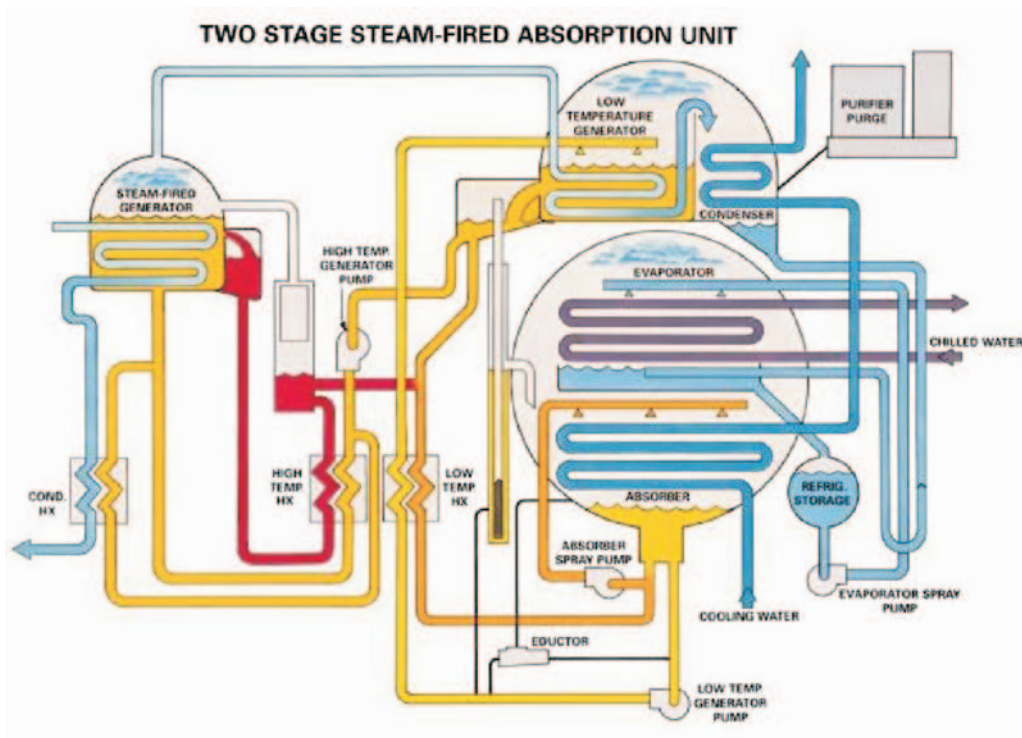 TWO STAGE STEAM-FIRED ABSORPTION UNIT
LOW
TEMPERATURE
GENERATOR
PURIFIER
PURGE
STEAM-FIRED
GENERATOR
CONDENSER
HIGH TEMP.
GENERATOR
PUMP
EVAPORATOR
CHILLED WATER
COND.
HX
HIGH
TEMP.
HX
LOW
TEMP.
HX
REFRIG.
STORAGE
ABSORBER
ABSORBER
SPRAY PUMP
EVAPORATOR SPRAY
PUMP
COOLING WATER
EDUCTOR
LOW TEMP.
GENERATOR
PUMP